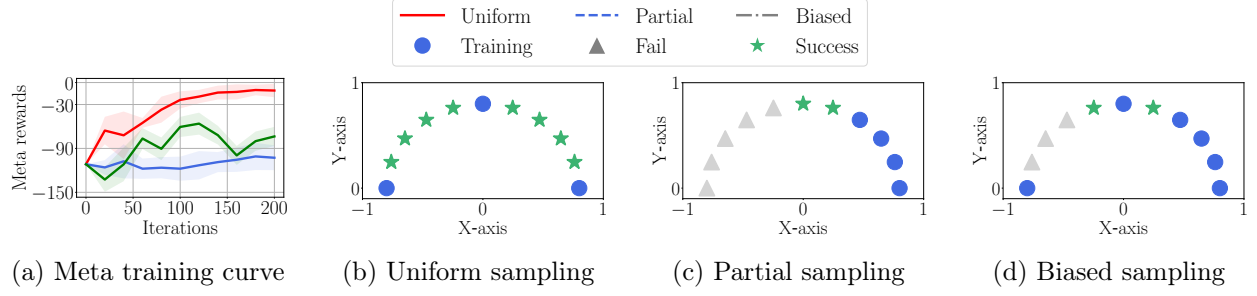 Uniform Partial Biased
Training Fail Success
0
−30
−90
−150
Meta rewards
0 50 100 150 200
Iterations
1
0
Y-axis
−1 0 1
X-axis
1
0
Y-axis
−1 0 1
X-axis
1
0
Y-axis
−1 0 1
X-axis
(a) Meta training curve (b) Uniform sampling (c) Partial sampling (d) Biased sampling